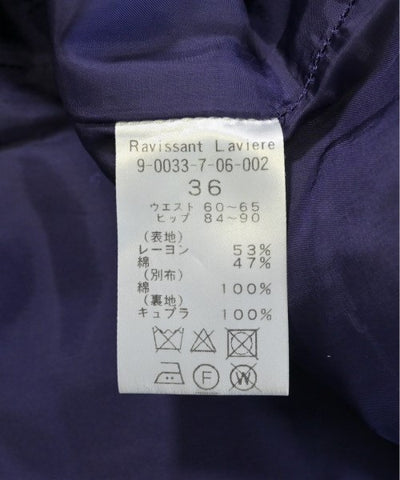 Ravissant Laviere
9-0033-7-06-002
36
ウエスト 60~65
ヒップ 84~90
(表地)
レーヨン 53%
綿 47%
(別布)
綿 100%
(裏地)
キュプラ 100%
F W